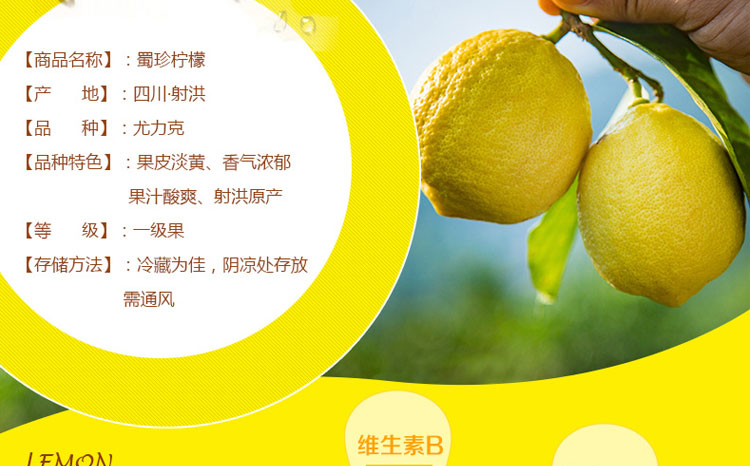 【商品名称】：蜀珍柠檬
【产　地】：四川·射洪
【品　种】：尤力克
【品种特色】：果皮淡黄、香气浓郁
果汁酸爽、射洪原产
【等　级】：一级果
【存储方法】：冷藏为佳，阴凉处存放
需通风
维生素B
LEMON